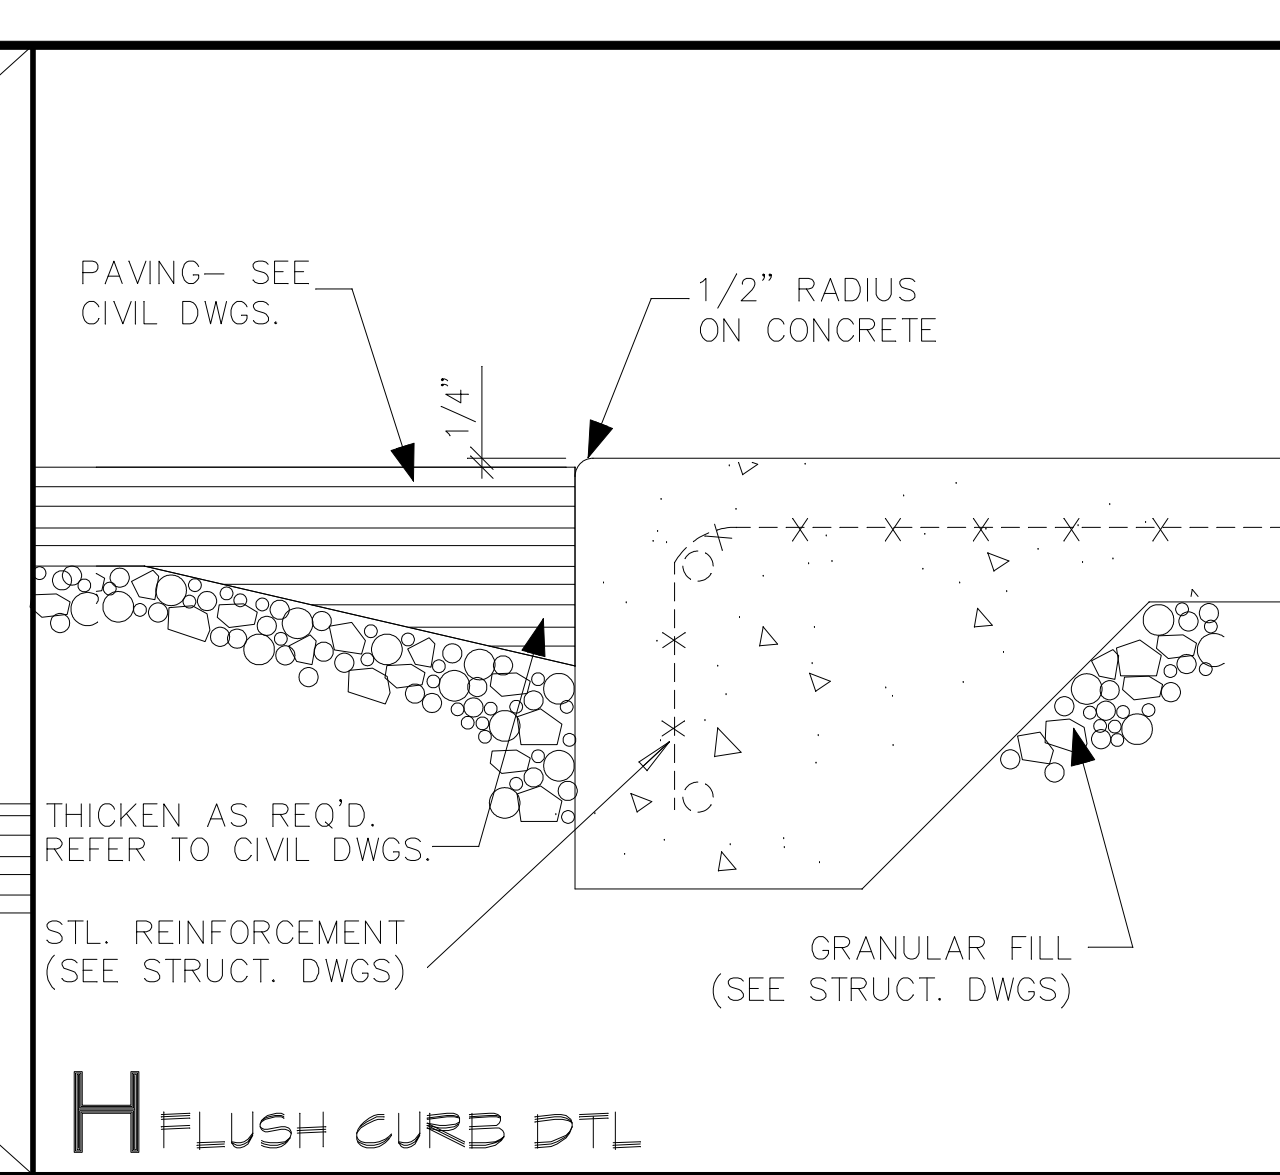 PAVING– SEE
CIVIL DWGS.
1/2" RADIUS
ON CONCRETE
1/4"
THICKEN AS REQ'D.
REFER TO CIVIL DWGS.
STL. REINFORCEMENT
(SEE STRUCT. DWGS)
GRANULAR FILL
(SEE STRUCT. DWGS)
H FLUSH CURB DTL